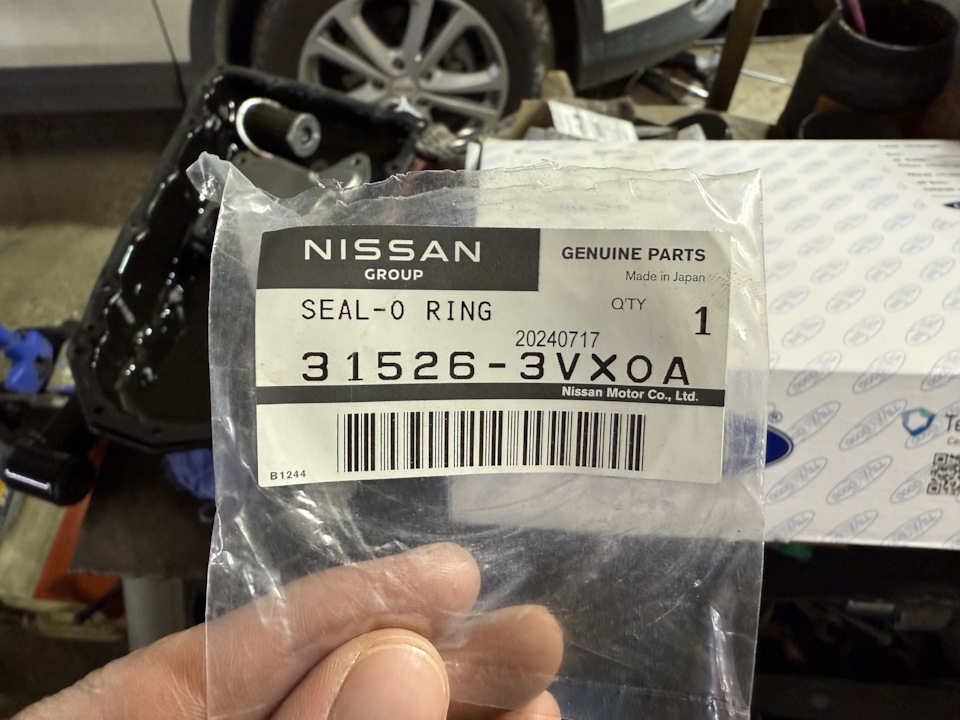 NISSAN
GROUP
GENUINE PARTS
Made in Japan
SEAL-O RING
Q'TY
1
20240717
31526-3VX0A
Nissan Motor Co., Ltd.
B1244